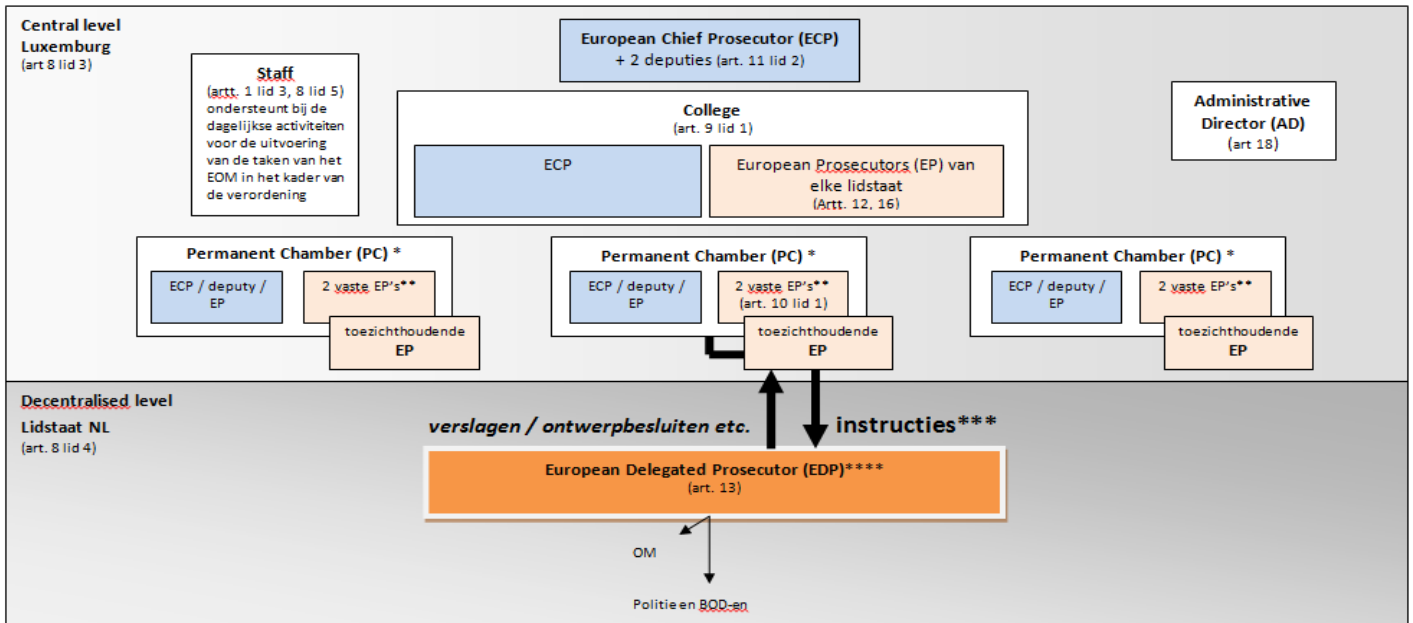 Central level
Luxemburg
(art 8 lid 3)
European Chief Prosecutor (ECP)
+ 2 deputies (art. 11 lid 2)
Staff
(artt. 1 lid 3, 8 lid 5)
ondersteunt bij de
dagelijkse activiteiten
voor de uitvoering
van de taken van het
EOM in het kader van
de verordening
College
(art. 9 lid 1)
ECP
European Prosecutors (EP) van
elke lidstaat
(Artt. 12, 16)
Administrative
Director (AD)
(art 18)
Permanent Chamber (PC) *
ECP / deputy /
EP
2 vaste EP's**
toezichthoudende
EP
Permanent Chamber (PC) *
ECP / deputy /
EP
2 vaste EP's**
(art. 10 lid 1)
toezichthoudende
EP
Permanent Chamber (PC) *
ECP / deputy /
EP
2 vaste EP's**
toezichthoudende
EP
Decentralised level
Lidstaat NL
(art. 8 lid 4)
verslagen / ontwerpbesluiten etc.
instructies***
European Delegated Prosecutor (EDP)****
(art. 13)
OM
Politie en BOD-en